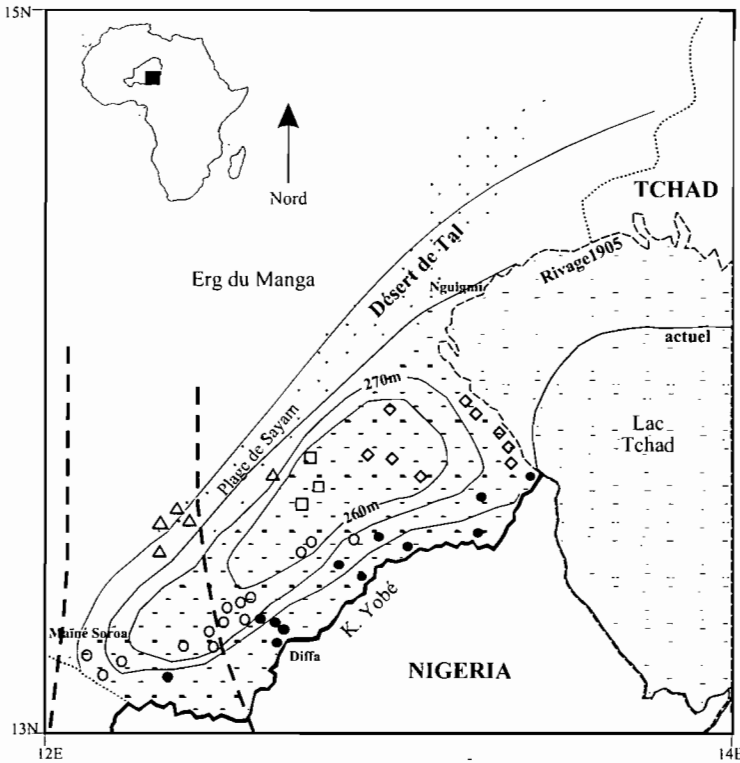 15N
Nord
TCHAD
Erg du Manga
Désert de Tal
Rivage1905
Nguigmi
actuel
270m
Lac
Tchad
Plage de Sayam
260m
K. Yobé
Maïné Soroa
Diffa
NIGERIA
13N
12E
14E